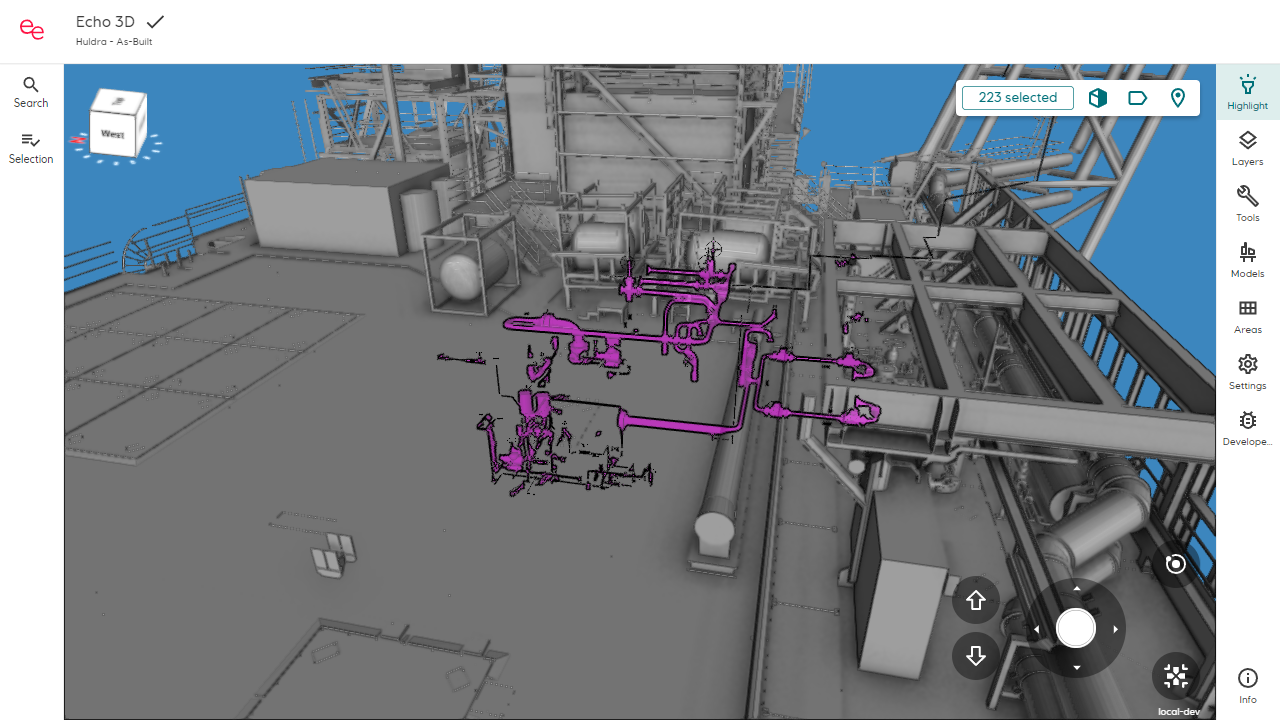 Echo 3D
Huldra - As-Built
Search
Selection
West
223 selected
Highlight
Layers
Tools
Models
Areas
Settings
Develope...
Info
local-dev